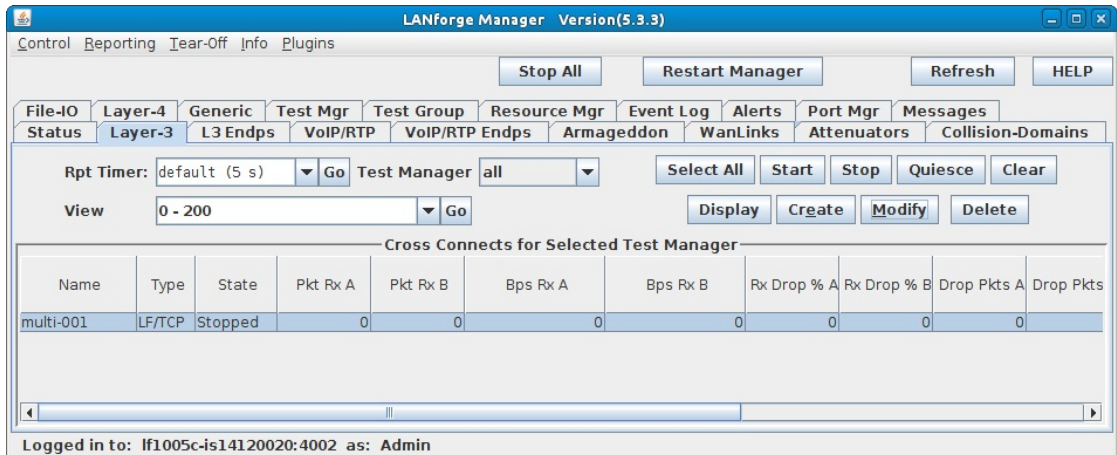 LANforge Manager Version(5.3.3)
Control Reporting Tear-Off Info Plugins
Stop All Restart Manager Refresh HELP
File-IO Layer-4 Generic Test Mgr Test Group Resource Mgr Event Log Alerts Port Mgr Messages
Status Layer-3 L3 Endps VoIP/RTP VoIP/RTP Endps Armageddon WanLinks Attenuators Collision-Domains
Rpt Timer: default (5 s) Go Test Manager all Select All Start Stop Quiesce Clear
View 0 - 200 Go Display Create Modify Delete
Cross Connects for Selected Test Manager
Name Type State Pkt Rx A Pkt Rx B Bps Rx A Bps Rx B Rx Drop % A Rx Drop % B Drop Pkts A Drop Pkts
multi-001 LF/TCP Stopped 0 0 0 0 0 0 0
Logged in to: lf1005c-is14120020:4002 as: Admin